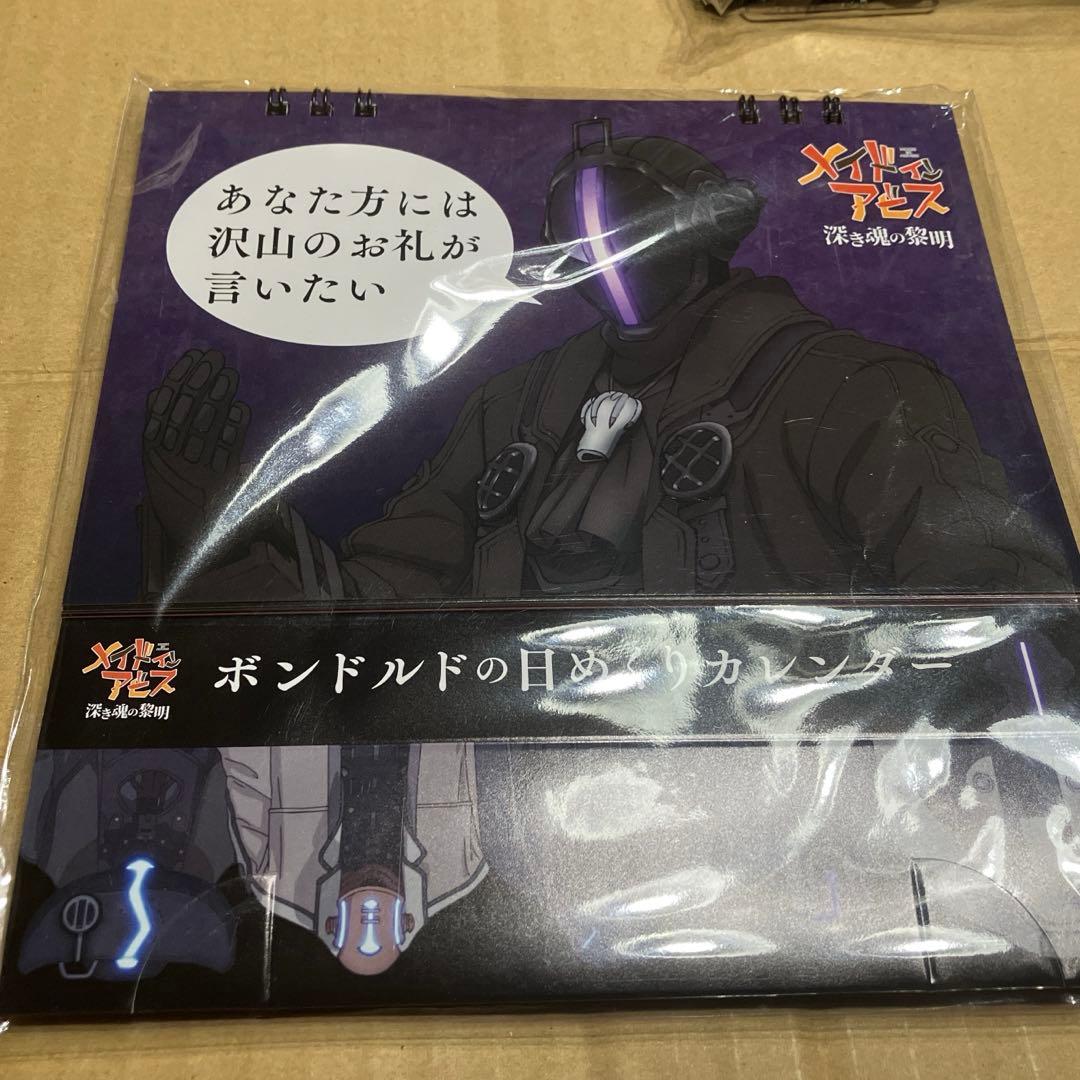 あなた方には
沢山のお礼が
言いたい
メイドインアビス
深き魂の黎明
メイドインアビス
深き魂の黎明
ボンドルドの日めくりカレンダー